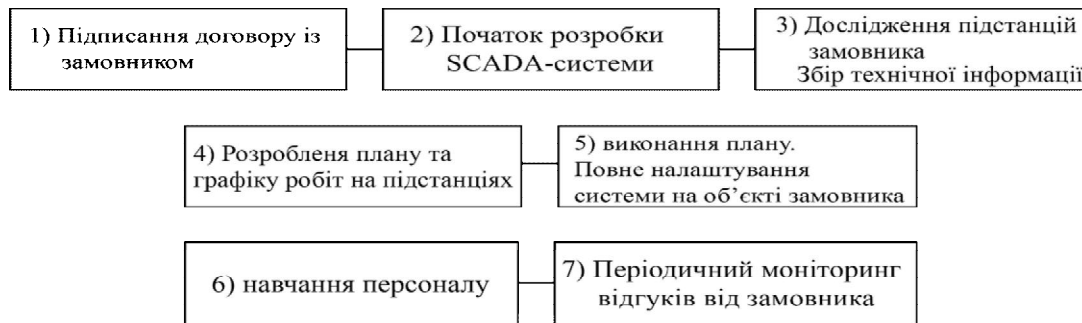 1) Підписання договору із
замовником
2) Початок розробки
SCADA-системи
3) Дослідження підстанцій
замовника
Збір технічної інформації
4) Розробленя плану та
графіку робіт на підстанціях
5) виконання плану.
Повне налаштування
системи на об’єкті замовника
6) навчання персоналу
7) Періодичний моніторинг
відгуків від замовника